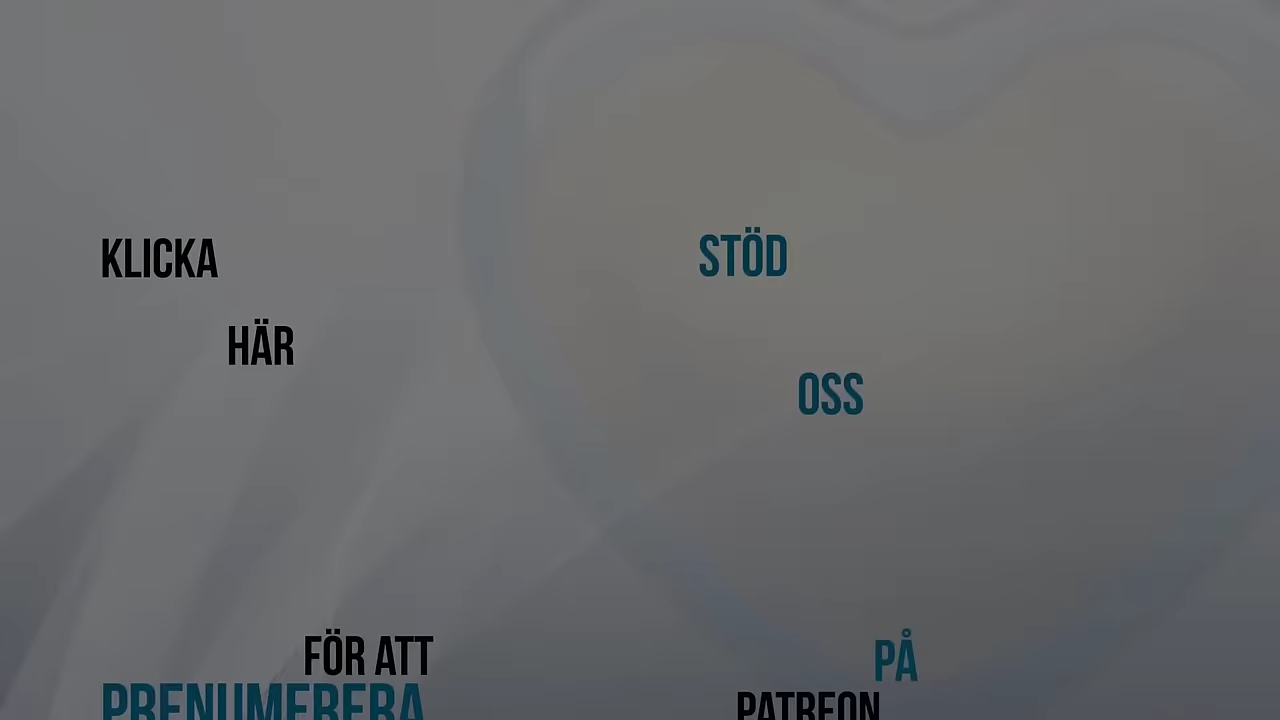 KLICKA
HÄR
FÖR ATT
PRENUMERERA
STÖD
OSS
PÅ
PATREON